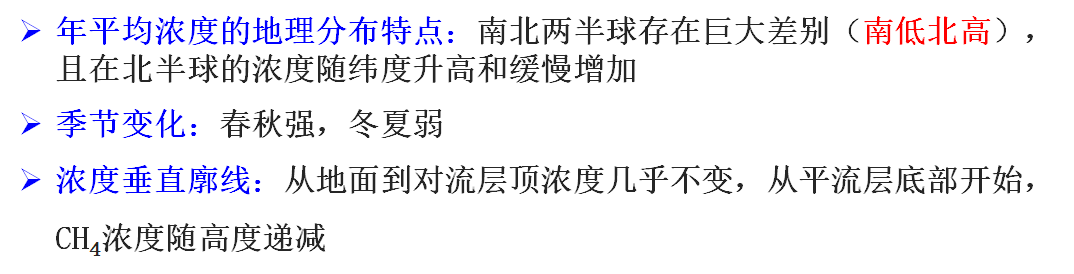 ➢ 年平均浓度的地理分布特点：南北两半球存在巨大差别（南低北高），
且在北半球的浓度随纬度升高和缓慢增加
➢ 季节变化：春秋强，冬夏弱
➢ 浓度垂直廓线：从地面到对流层顶浓度几乎不变，从平流层底部开始，
CH₄浓度随高度递减